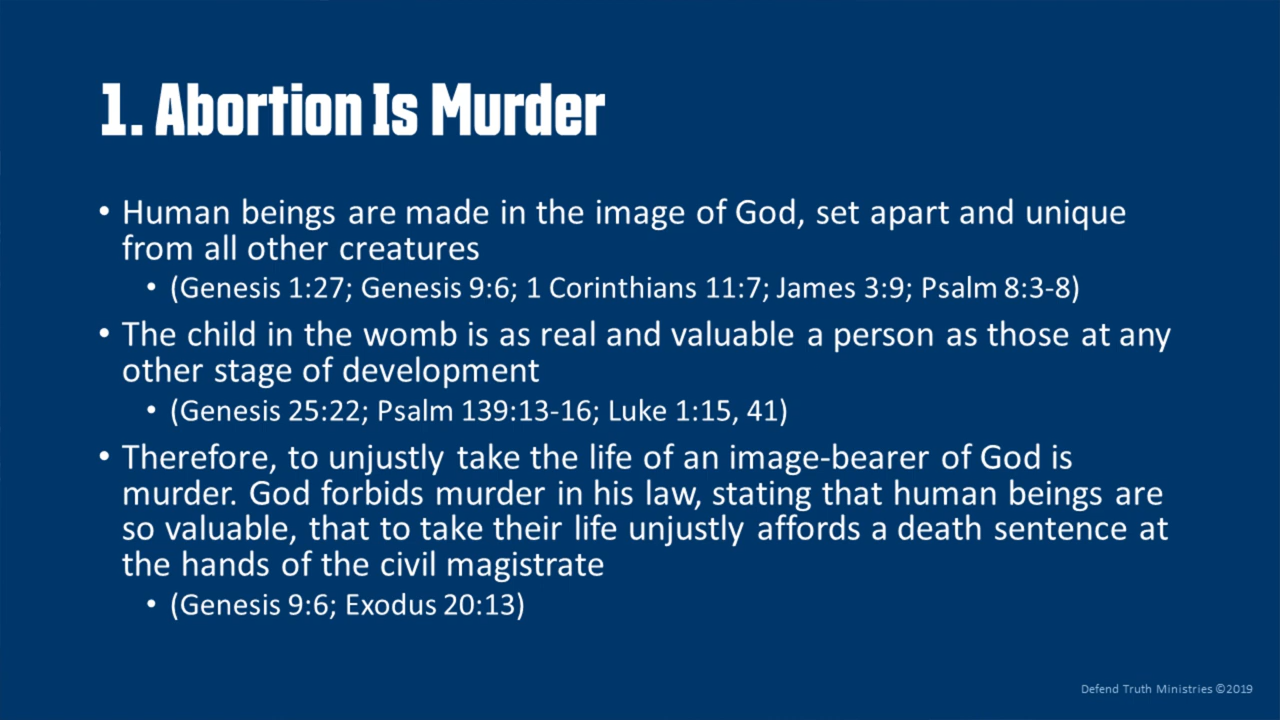 1. Abortion Is Murder
• Human beings are made in the image of God, set apart and unique
from all other creatures
• (Genesis 1:27; Genesis 9:6; 1 Corinthians 11:7; James 3:9; Psalm 8:3-8)
• The child in the womb is as real and valuable a person as those at any
other stage of development
• (Genesis 25:22; Psalm 139:13-16; Luke 1:15, 41)
• Therefore, to unjustly take the life of an image-bearer of God is
murder. God forbids murder in his law, stating that human beings are
so valuable, that to take their life unjustly affords a death sentence at
the hands of the civil magistrate
• (Genesis 9:6; Exodus 20:13)
Defend Truth Ministries ©2019